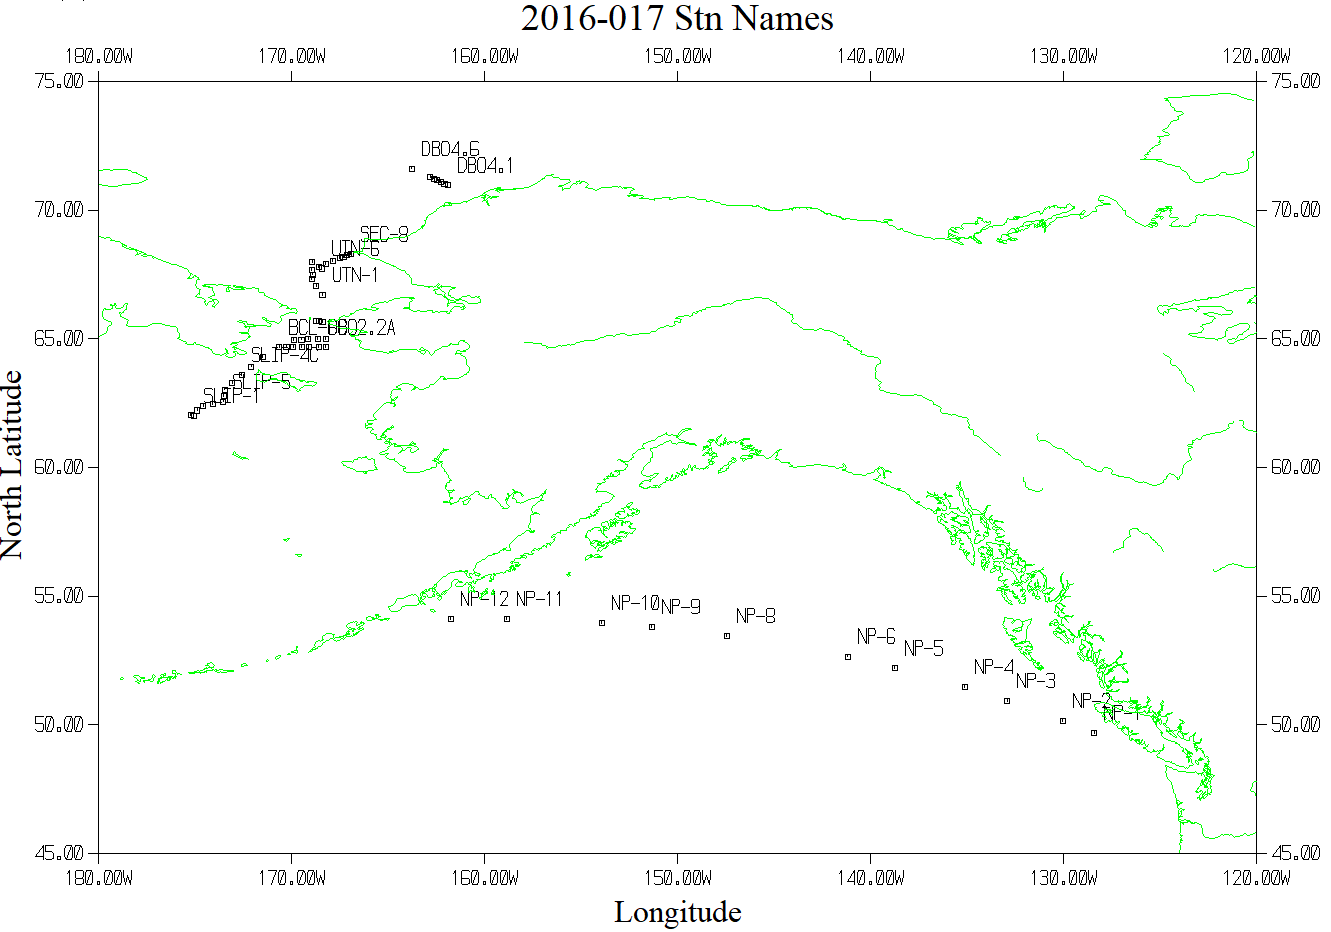 2016-017 Stn Names
180.00W 170.00W 160.00W 150.00W 140.00W 130.00W 120.00W
75.00 75.00
DBO4.6
DBO4.1
70.00 70.00
SEC-8
UTN-6
UTN-1
BCL-6 DBO2.2A
65.00 65.00
SLIP-4C
SLIP-5
SLIP-1
60.00 60.00
North Latitude
55.00 55.00
NP-12 NP-11 NP-10 NP-9
NP-8
NP-6
NP-5
NP-4
NP-3
NP-2
NP-1
50.00 50.00
45.00 45.00
180.00W 170.00W 160.00W 150.00W 140.00W 130.00W 120.00W
Longitude